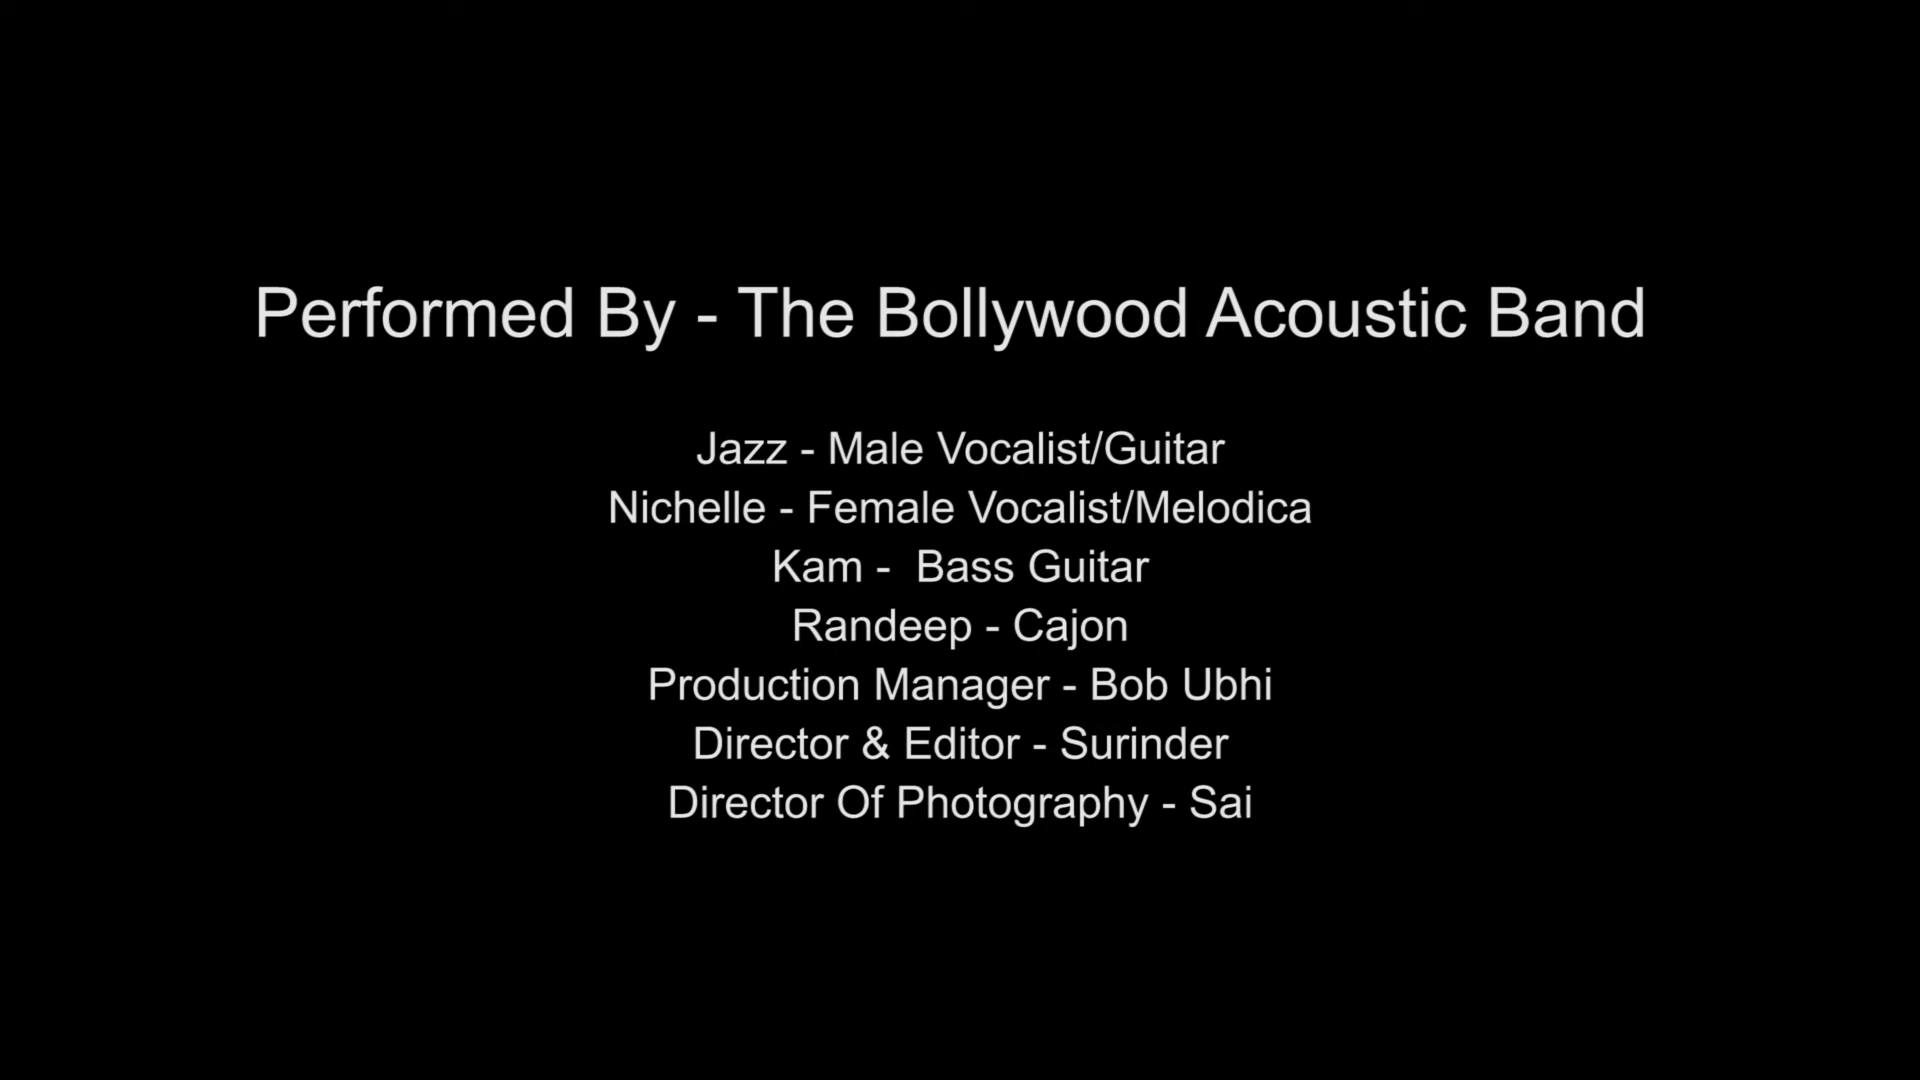 Performed By - The Bollywood Acoustic Band
Jazz - Male Vocalist/Guitar
Nichelle - Female Vocalist/Melodica
Kam -  Bass Guitar
Randeep - Cajon
Production Manager - Bob Ubhi
Director & Editor - Surinder
Director Of Photography - Sai